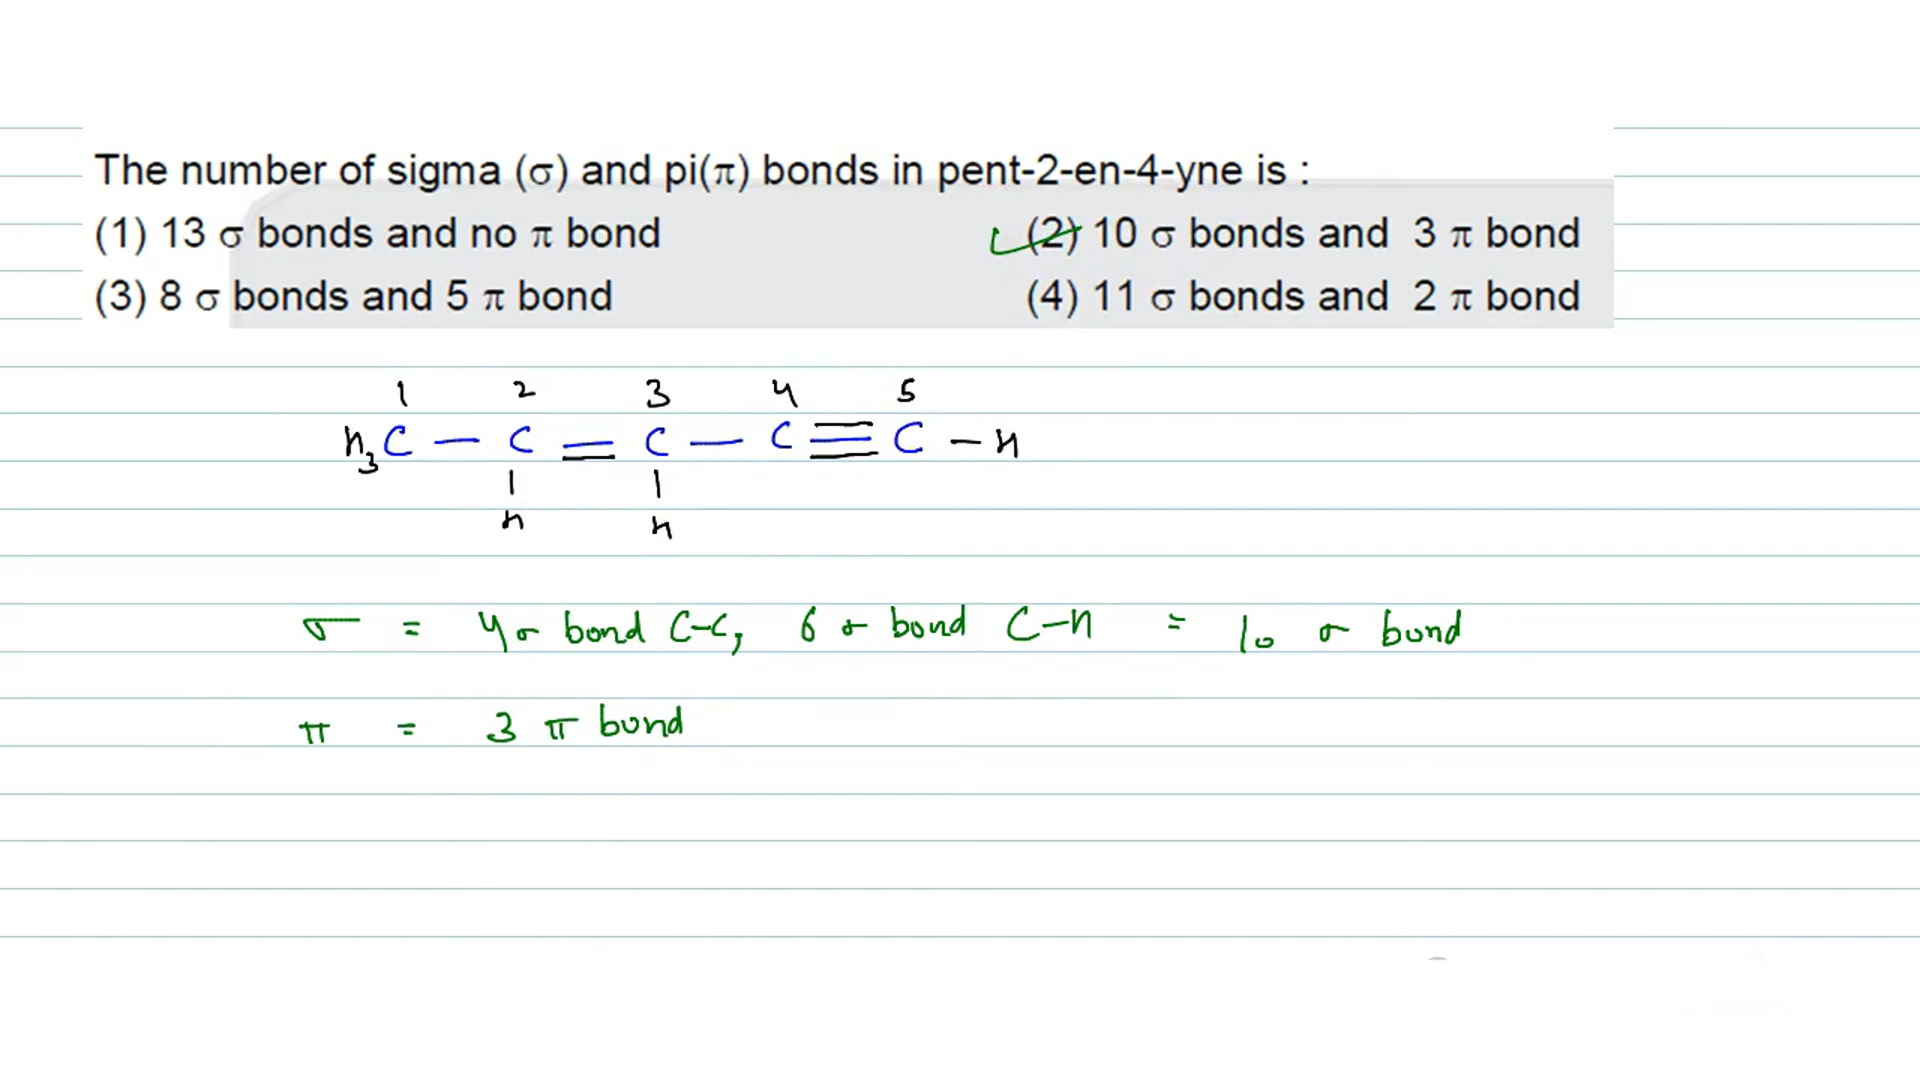 The number of sigma (σ) and pi(π) bonds in pent-2-en-4-yne is :
(1) 13 σ bonds and no π bond (2) 10 σ bonds and 3 π bond
(3) 8 σ bonds and 5 π bond (4) 11 σ bonds and 2 π bond
1 2 3 4 5
H₃C — C = C — C ≡ C — H
| |
H H
σ = 4 σ bond C-C, 6 σ bond C-H = 10 σ bond
π = 3 π bond